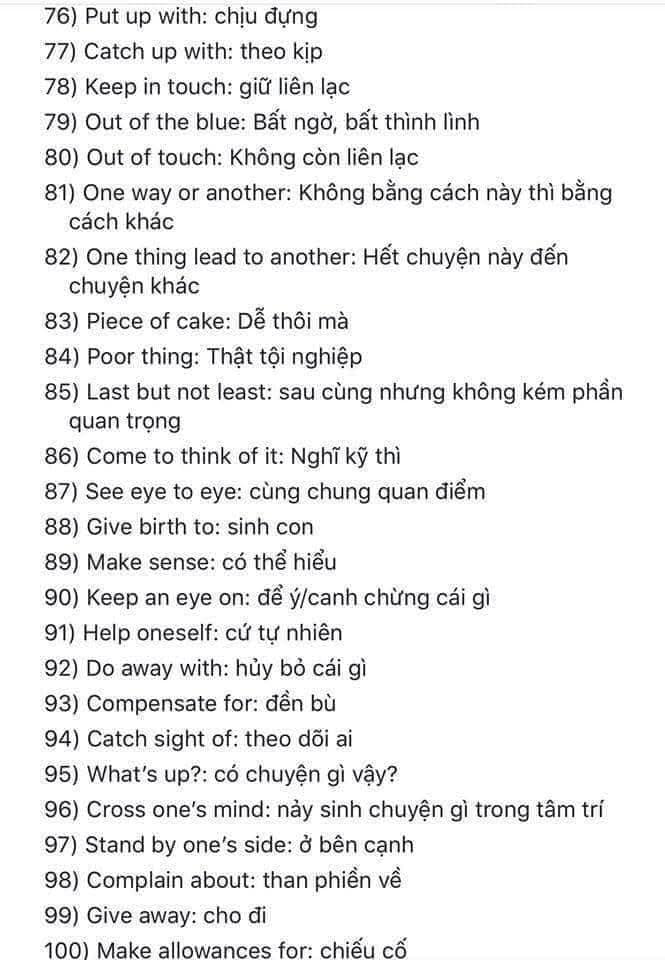 76) Put up with: chịu đựng
77) Catch up with: theo kịp
78) Keep in touch: giữ liên lạc
79) Out of the blue: Bất ngờ, bất thình lình
80) Out of touch: Không còn liên lạc
81) One way or another: Không bằng cách này thì bằng
cách khác
82) One thing lead to another: Hết chuyện này đến
chuyện khác
83) Piece of cake: Dễ thôi mà
84) Poor thing: Thật tội nghiệp
85) Last but not least: sau cùng nhưng không kém phần
quan trọng
86) Come to think of it: Nghĩ kỹ thì
87) See eye to eye: cùng chung quan điểm
88) Give birth to: sinh con
89) Make sense: có thể hiểu
90) Keep an eye on: để ý/canh chừng cái gì
91) Help oneself: cứ tự nhiên
92) Do away with: hủy bỏ cái gì
93) Compensate for: đền bù
94) Catch sight of: theo dõi ai
95) What’s up?: có chuyện gì vậy?
96) Cross one’s mind: nảy sinh chuyện gì trong tâm trí
97) Stand by one’s side: ở bên cạnh
98) Complain about: than phiền về
99) Give away: cho đi
100) Make allowances for: chiếu cố